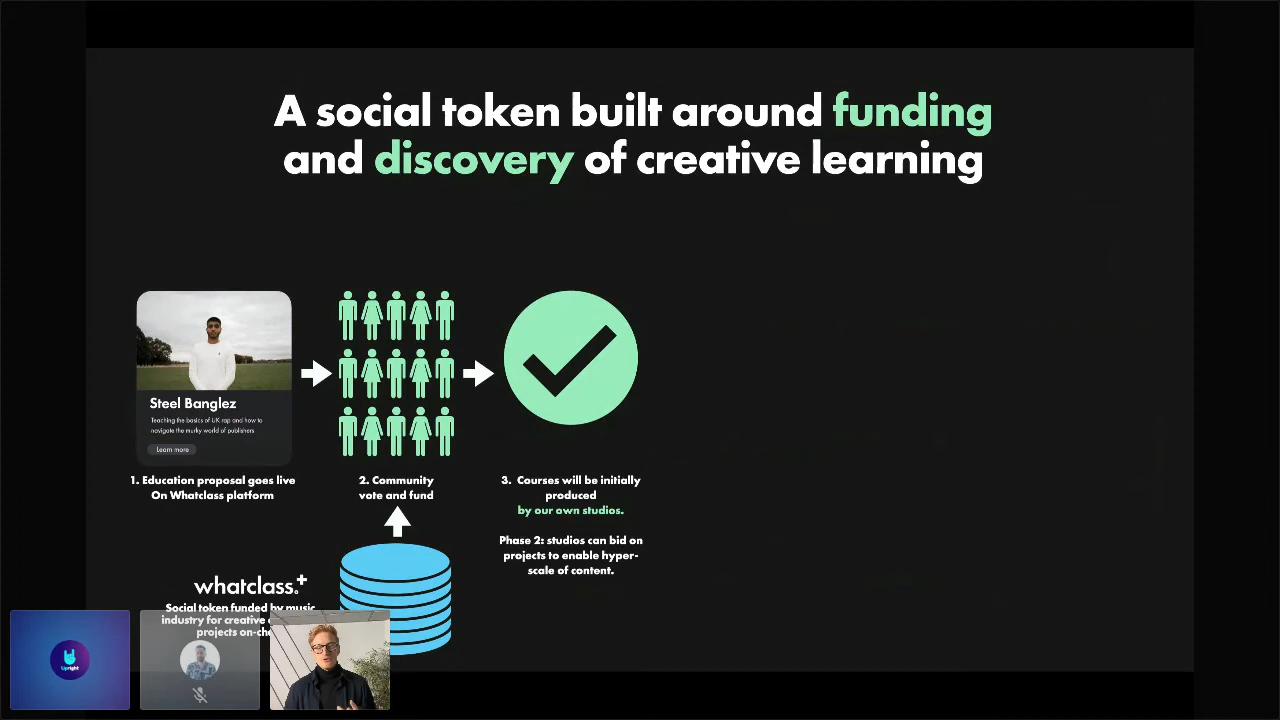 A social token built around funding
and discovery of creative learning
Steel Banglez
Teaching the basics of UK rap and how to
navigate the murky world of publishers
Learn more
1. Education proposal goes live
On Whatclass platform
2. Community
vote and fund
3. Courses will be initially
produced
by our own studios.
Phase 2: studios can bid on
projects to enable hyper-
scale of content.
whatclass.+
Social token funded by music
industry for creative
projects
Upright